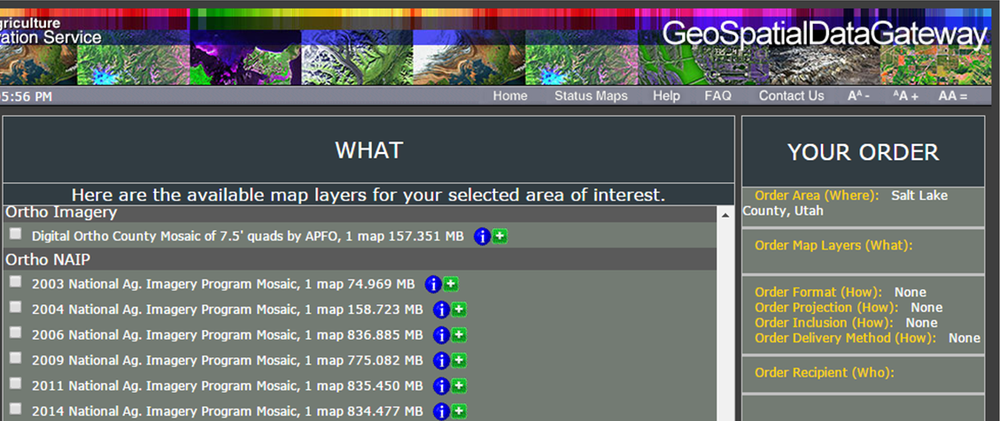 griculture
ration Service
GeoSpatialDataGateway
5:56 PM
Home Status Maps Help FAQ Contact Us Aᴬ - ᴬA + AA =
WHAT
Here are the available map layers for your selected area of interest.
Ortho Imagery
Digital Ortho County Mosaic of 7.5' quads by APFO, 1 map 157.351 MB i +
Ortho NAIP
2003 National Ag. Imagery Program Mosaic, 1 map 74.969 MB i +
2004 National Ag. Imagery Program Mosaic, 1 map 158.723 MB i +
2006 National Ag. Imagery Program Mosaic, 1 map 836.885 MB i +
2009 National Ag. Imagery Program Mosaic, 1 map 775.082 MB i +
2011 National Ag. Imagery Program Mosaic, 1 map 835.450 MB i +
2014 National Ag. Imagery Program Mosaic, 1 map 834.477 MB i +
YOUR ORDER
Order Area (Where): Salt Lake
County, Utah
Order Map Layers (What):
Order Format (How): None
Order Projection (How): None
Order Inclusion (How): None
Order Delivery Method (How): None
Order Recipient (Who):